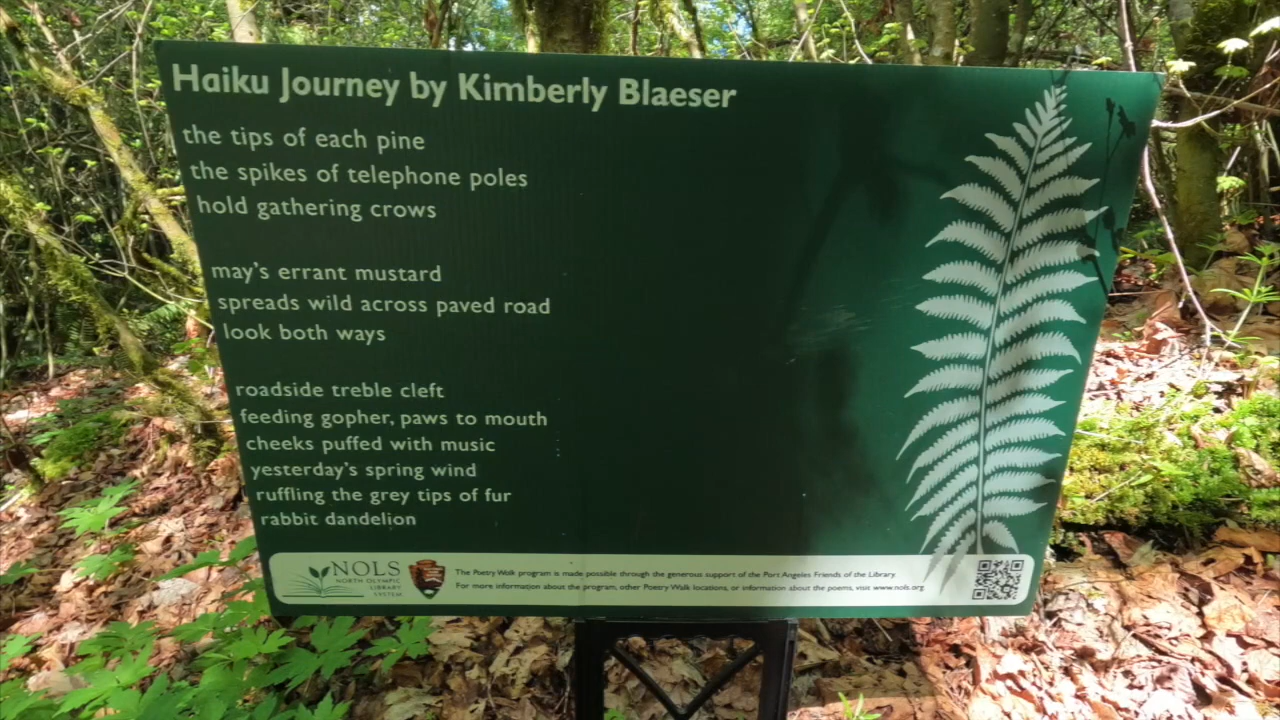 Haiku Journey by Kimberly Blaeser
the tips of each pine
the spikes of telephone poles
hold gathering crows
may's errant mustard
spreads wild across paved road
look both ways
roadside treble cleft
feeding gopher, paws to mouth
cheeks puffed with music
yesterday's spring wind
ruffling the grey tips of fur
rabbit dandelion
NOLS
NORTH OLYMPIC
LIBRARY
SYSTEM
The Poetry Walk program is made possible through the generous support of the Port Angeles Friends of the Library.
For more information about the program, other Poetry Walk locations, or information about the poems, visit www.nols.org.